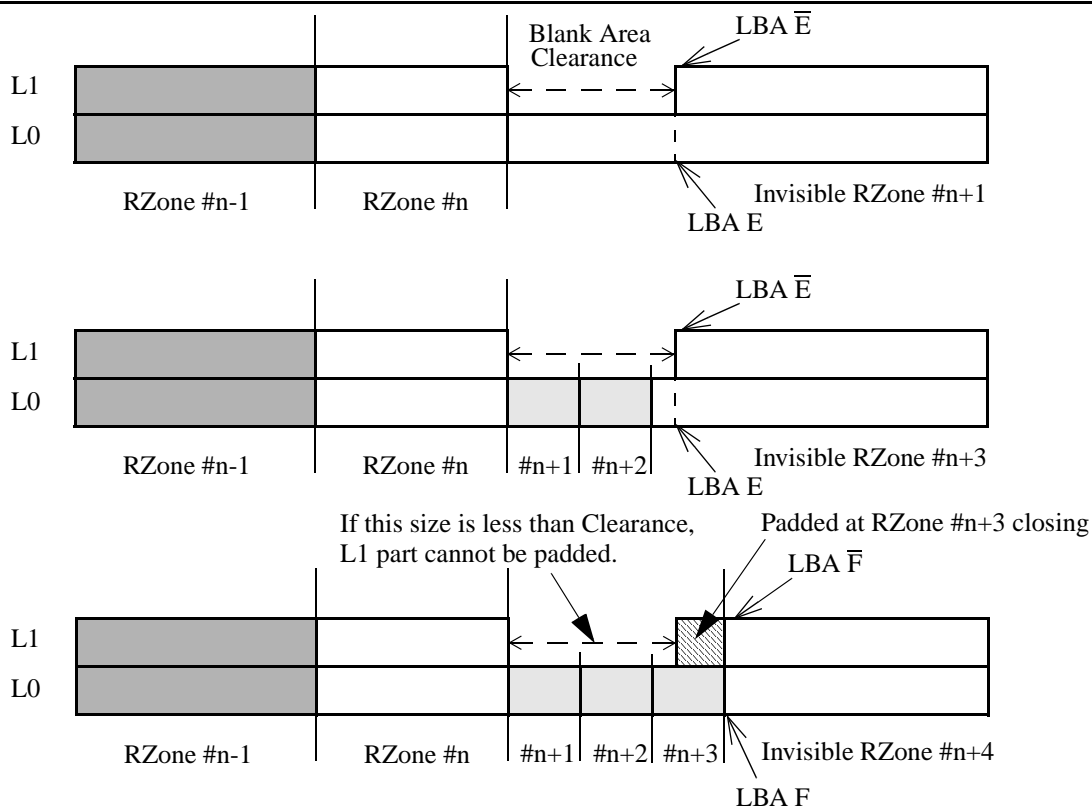 Blank Area
Clearance
LBA E̅
L1
L0
RZone #n-1
RZone #n
Invisible RZone #n+1
LBA E
LBA E̅
L1
L0
RZone #n-1
RZone #n
#n+1
#n+2
Invisible RZone #n+3
LBA E
If this size is less than Clearance,
L1 part cannot be padded.
Padded at RZone #n+3 closing
LBA F̅
L1
L0
RZone #n-1
RZone #n
#n+1
#n+2
#n+3
Invisible RZone #n+4
LBA F